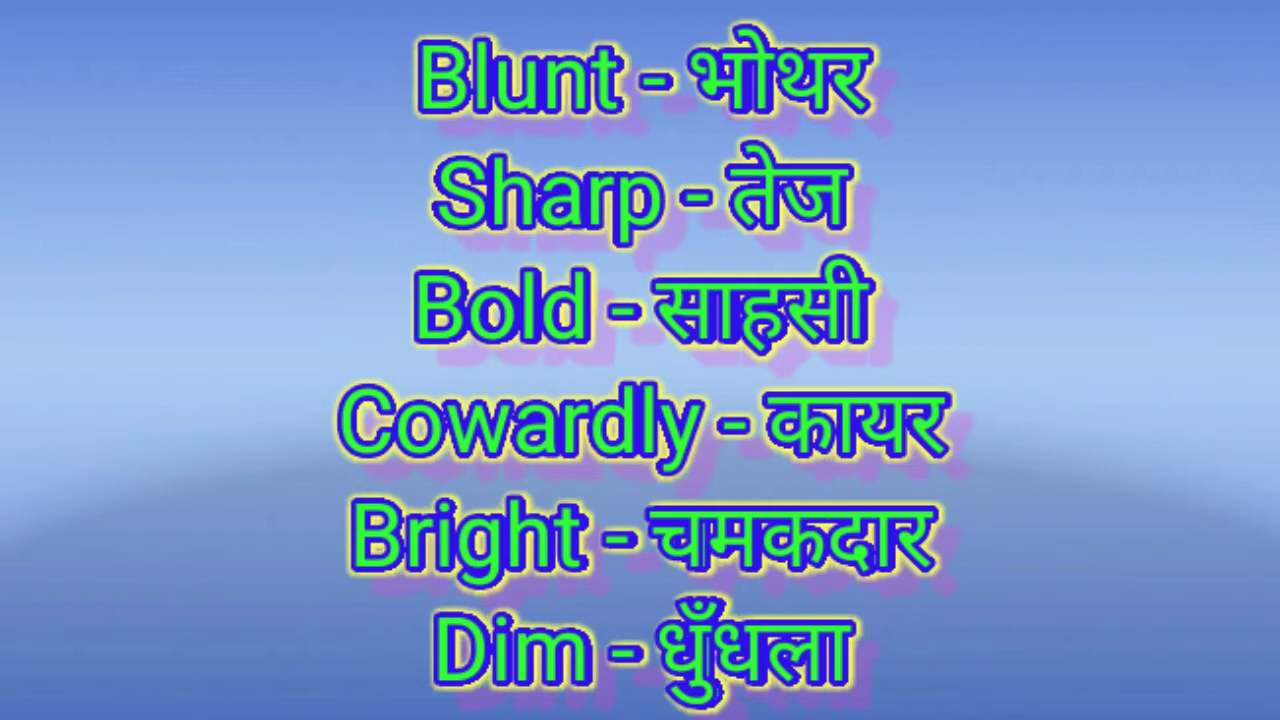 Blunt - भोथर
Sharp - तेज
Bold - साहसी
Cowardly - कायर
Bright - चमकदार
Dim - धुँधला